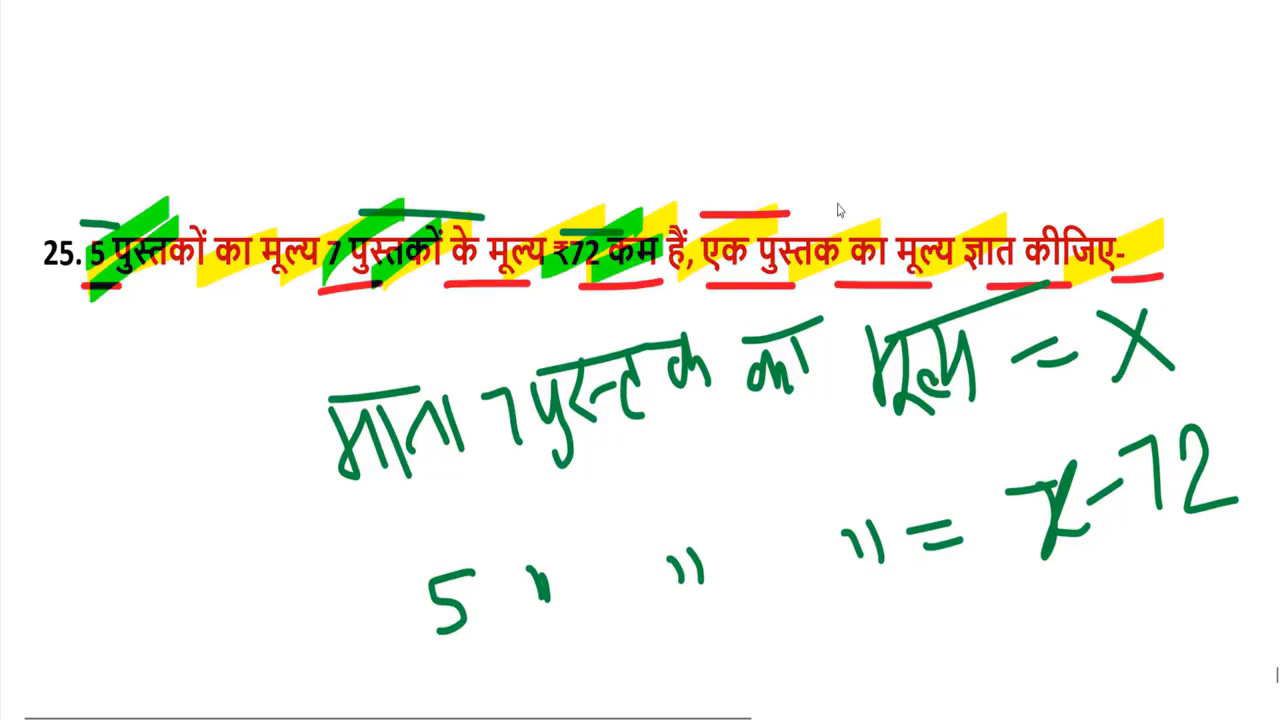 25. 5 पुस्तकों का मूल्य 7 पुस्तकों के मूल्य ₹72 कम हैं, एक पुस्तक का मूल्य ज्ञात कीजिए-
माना 7 पुस्तक का मूल्य = x
5 " " " = x - 72